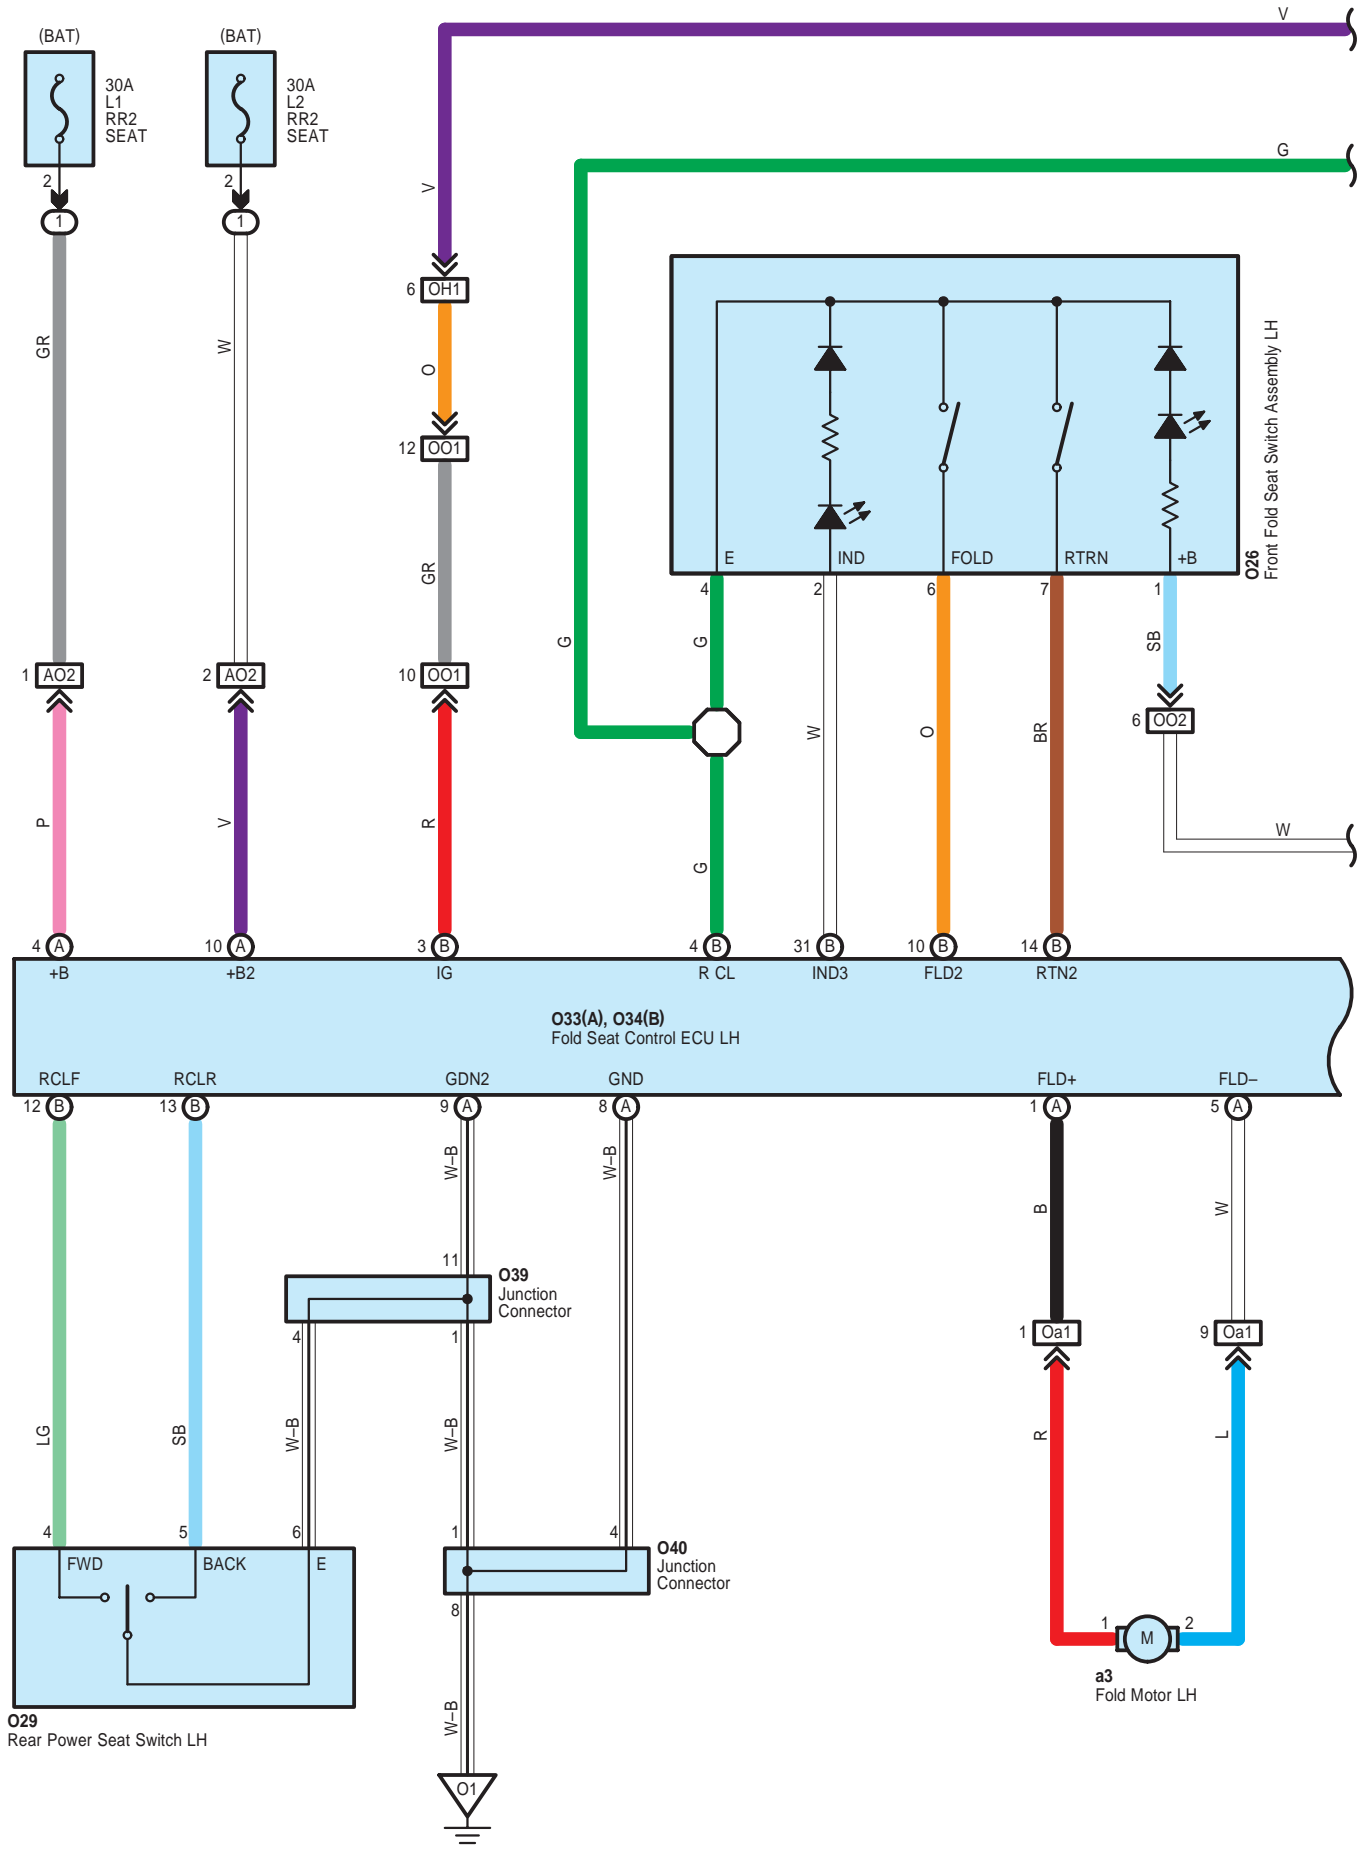 V
(BAT)
(BAT)
30A
L1
RR2
SEAT
30A
L2
RR2
SEAT
G
2
2
V
1
1
6 OH1
GR
W
O
12 OO1
Front Fold Seat Switch Assembly LH
O26
E
IND
FOLD
RTRN
+B
GR
4
2
6
7
1
G
G
SB
1 AO2
2 AO2
10 OO1
6 OO2
W
O
BR
P
V
R
W
G
4 A
10 A
3 B
4 B
31 B
10 B
14 B
+B
+B2
IG
R CL
IND3
FLD2
RTN2
O33(A), O34(B)
Fold Seat Control ECU LH
RCLF
RCLR
GDN2
GND
FLD+
FLD–
12 B
13 B
9 A
8 A
1 A
5 A
W–B
W–B
B
W
11
O39
Junction
Connector
4
1
1 Oa1
9 Oa1
LG
SB
W–B
W–B
R
L
4
5
6
1
4
FWD
BACK
E
O40
Junction
Connector
8
1
M
2
a3
Fold Motor LH
W–B
O29
Rear Power Seat Switch LH
O1